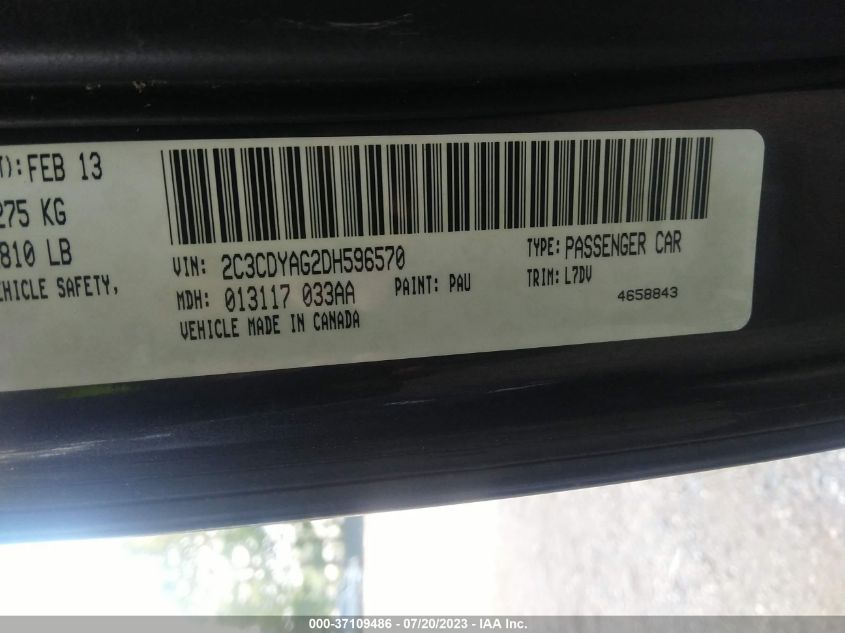 T): FEB 13
275 KG
810 LB
EHICLE SAFETY,
VIN: 2C3CDYAG2DH596570
MDH: 013117 033AA
PAINT: PAU
VEHICLE MADE IN CANADA
TYPE: PASSENGER CAR
TRIM: L7DV
4658843
000-37109486 - 07/20/2023 - IAA Inc.